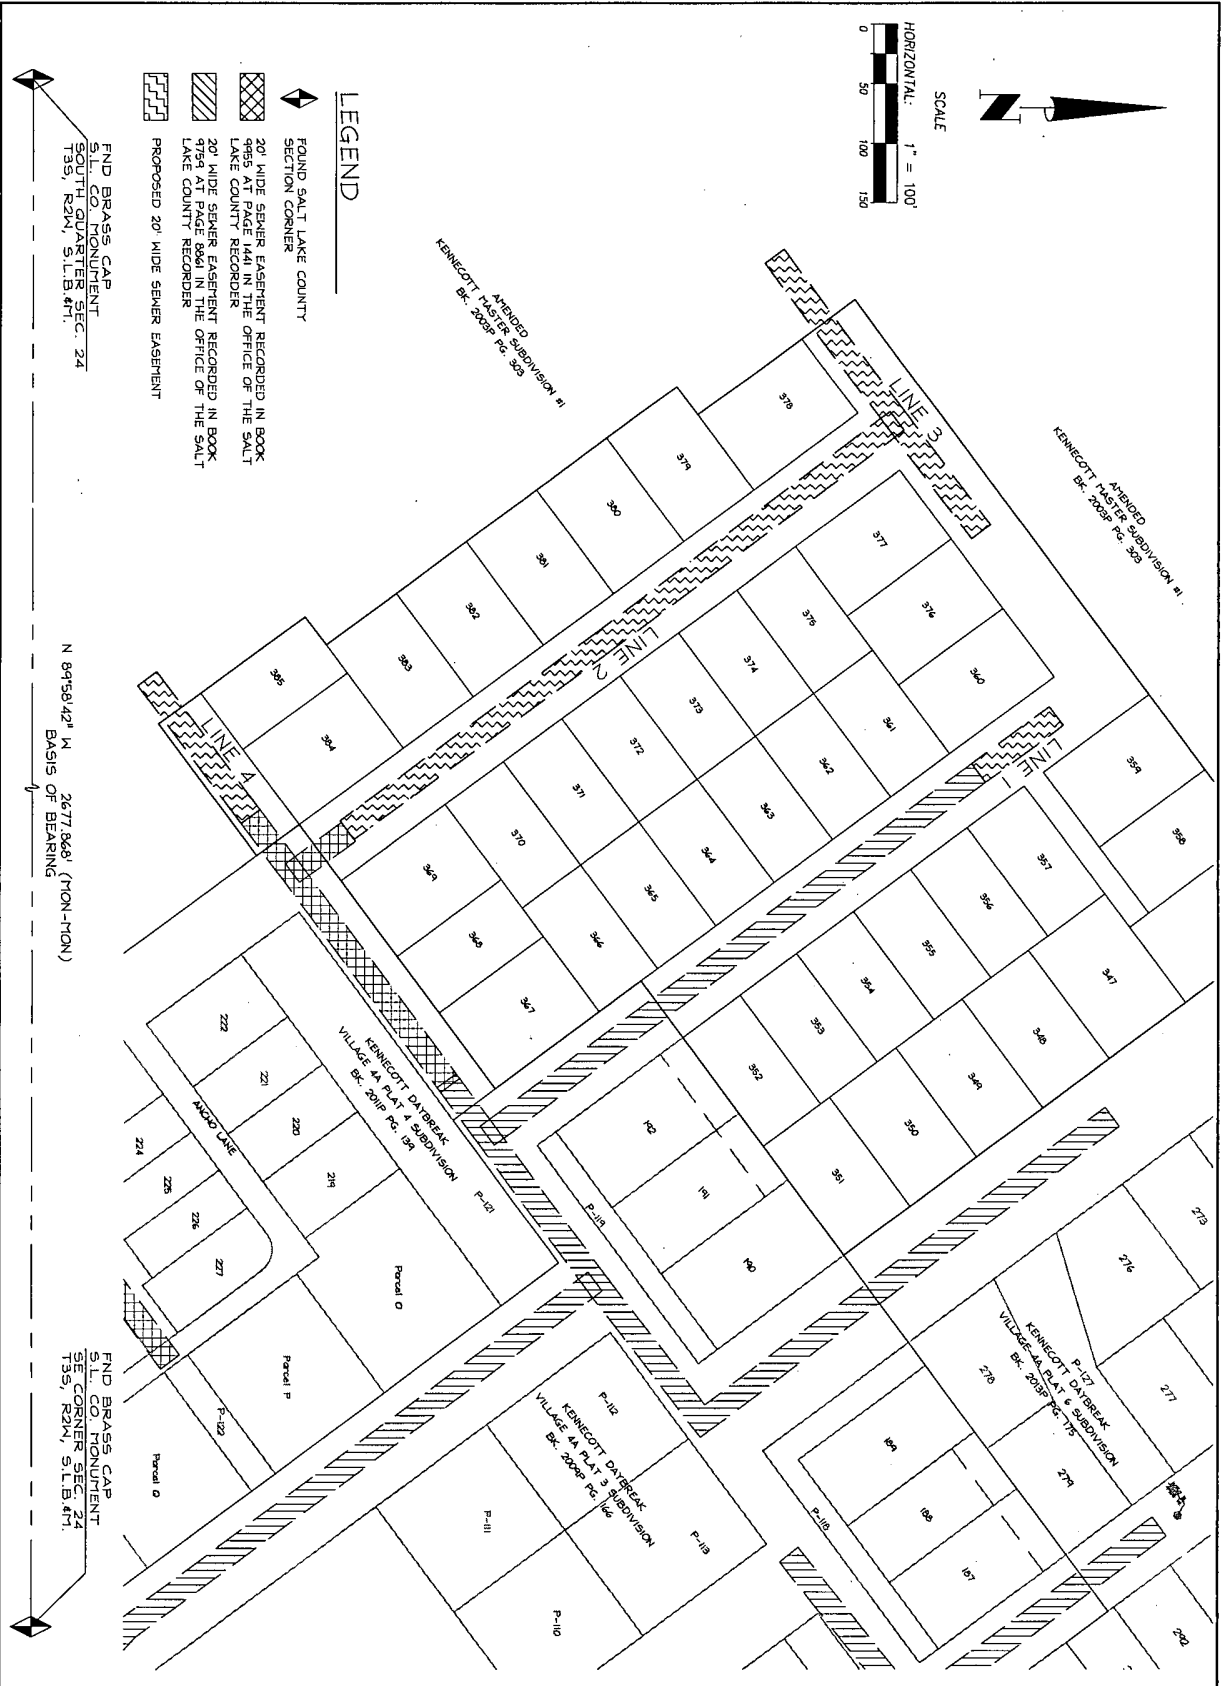 HORIZONTAL: 1" = 100'
SCALE
0 50 100 150
N
LEGEND
FOUND SALT LAKE COUNTY
SECTION CORNER
20' WIDE SEWER EASEMENT RECORDED IN BOOK
9955 AT PAGE 1441 IN THE OFFICE OF THE SALT
LAKE COUNTY RECORDER
20' WIDE SEWER EASEMENT RECORDED IN BOOK
9759 AT PAGE 8861 IN THE OFFICE OF THE SALT
LAKE COUNTY RECORDER
PROPOSED 20' WIDE SEWER EASEMENT
FND BRASS CAP
S.L. CO. MONUMENT
SOUTH QUARTER SEC. 24
T3S, R2W, S.L.B.&M.
N 89°58'42" W 2677.868' (MON-MON)
BASIS OF BEARING
FND BRASS CAP
S.L. CO. MONUMENT
SE CORNER SEC. 24
T3S, R2W, S.L.B.&M.
AMENDED
KENNECOTT MASTER SUBDIVISION #1
BK. 2003P PG. 303
AMENDED
KENNECOTT MASTER SUBDIVISION #1
BK. 2003P PG. 303
LINE 3
LINE 2
LINE
LINE
378
379
380
381
382
383
384
385
377
376
375
374
373
372
371
370
369
368
367
366
365
364
363
362
361
360
359
358
357
356
355
354
353
352
351
350
349
348
347
192
191
190
P-119
P-121
KENNECOTT DAYBREAK
VILLAGE 4A PLAT 4 SUBDIVISION
BK. 2011P PG. 139
222
221
220
219
ANCHO LANE
224
225
226
227
Parcel O
Parcel P
P-122
Parcel Q
P-112
KENNECOTT DAYBREAK
VILLAGE 4A PLAT 3 SUBDIVISION
BK. 2009P PG. 166
P-111
P-113
P-110
273
276
277
P-127
KENNECOTT DAYBREAK
VILLAGE 4A PLAT 6 SUBDIVISION
BK. 2013P PG. 175
278
279
189
188
187
P-118
292